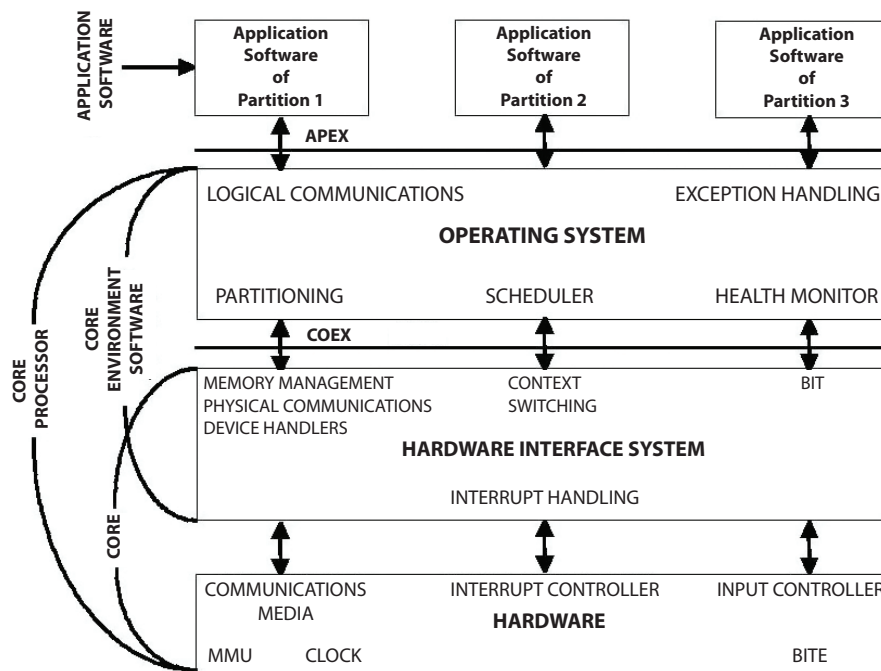 APPLICATION
SOFTWARE
Application
Software
of
Partition 1
Application
Software
of
Partition 2
Application
Software
of
Partition 3
APEX
LOGICAL COMMUNICATIONS
EXCEPTION HANDLING
OPERATING SYSTEM
PARTITIONING
SCHEDULER
HEALTH MONITOR
COEX
CORE
PROCESSOR
CORE
ENVIRONMENT
SOFTWARE
CORE
MEMORY MANAGEMENT
PHYSICAL COMMUNICATIONS
DEVICE HANDLERS
CONTEXT
SWITCHING
BIT
HARDWARE INTERFACE SYSTEM
INTERRUPT HANDLING
COMMUNICATIONS
MEDIA
INTERRUPT CONTROLLER
INPUT CONTROLLER
HARDWARE
MMU
CLOCK
BITE